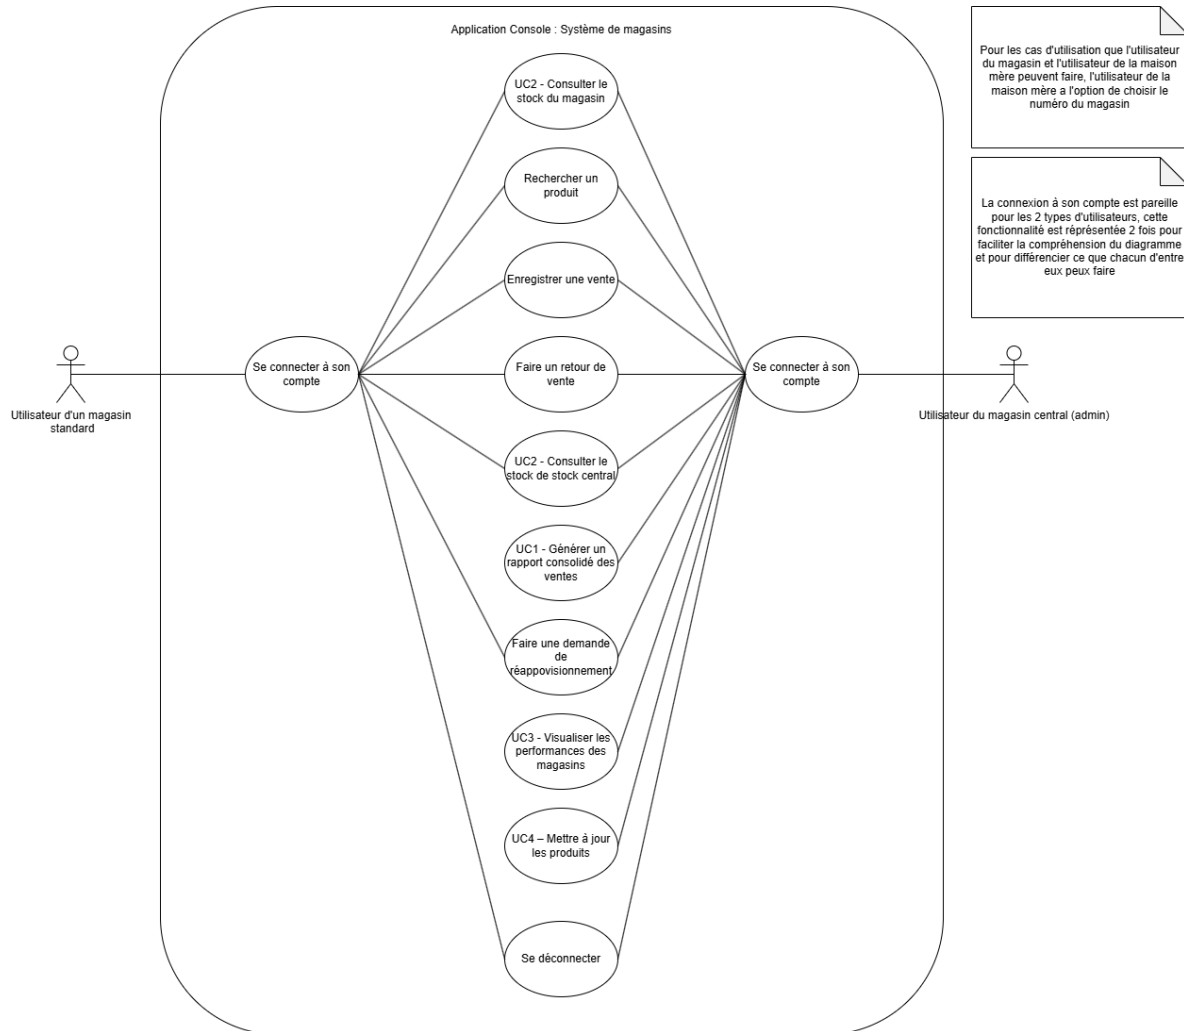 Application Console : Système de magasins
UC2 - Consulter le
stock du magasin
Rechercher un
produit
Enregistrer une vente
Se connecter à son
compte
Faire un retour de
vente
Se connecter à son
compte
Utilisateur d'un magasin
standard
Utilisateur du magasin central (admin)
UC2 - Consulter le
stock de stock central
UC1 - Générer un
rapport consolidé des
ventes
Faire une demande
de
réappovisionnement
UC3 - Visualiser les
performances des
magasins
UC4 – Mettre à jour
les produits
Se déconnecter
Pour les cas d'utilisation que l'utilisateur
du magasin et l'utilisateur de la maison
mère peuvent faire, l'utilisateur de la
maison mère a l'option de choisir le
numéro du magasin
La connexion à son compte est pareille
pour les 2 types d'utilisateurs, cette
fonctionnalité est réprésentée 2 fois pour
faciliter la compréhension du diagramme
et pour différencier ce que chacun d'entre
eux peux faire